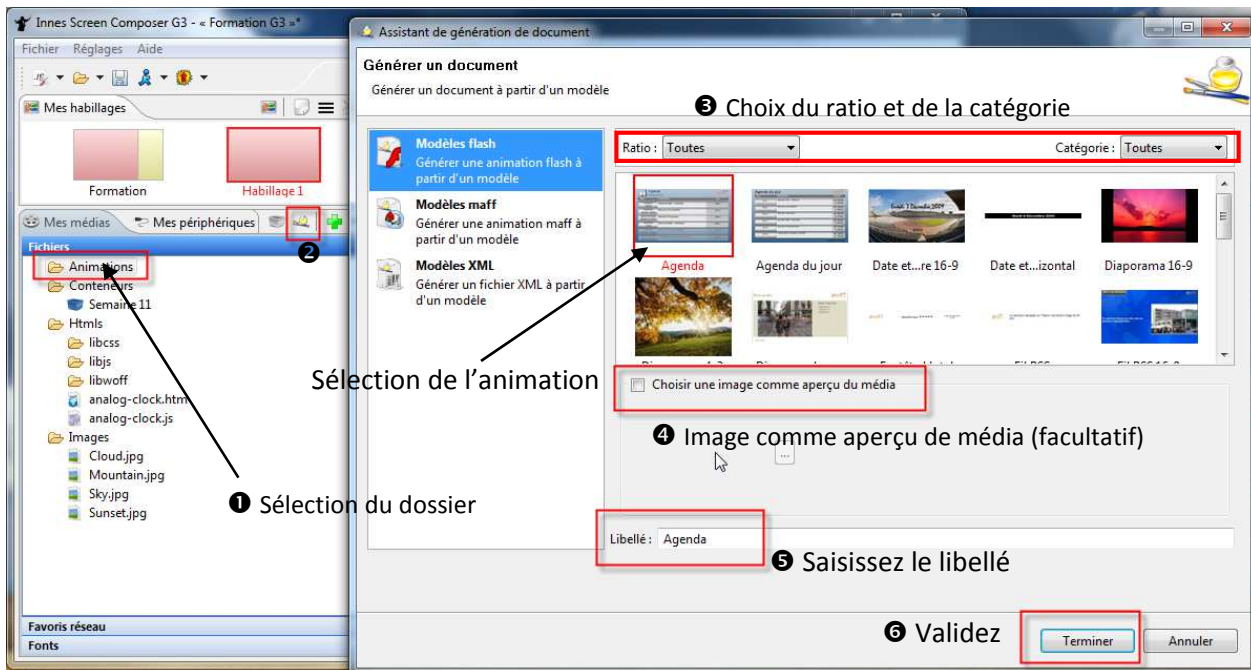 Innes Screen Composer G3 - « Formation G3 »*
Fichier Réglages Aide
Mes habillages
Formation
Habillage 1
Mes médias
Mes périphériques
❷
Fichiers
Animations
Conteneurs
Semaine 11
Htmls
libcss
libjs
libwoff
analog-clock.htm
analog-clock.js
Images
Cloud.jpg
Mountain.jpg
Sky.jpg
Sunset.jpg
❶ Sélection du dossier
Favoris réseau
Fonts
Assistant de génération de document
Générer un document
Générer un document à partir d'un modèle
❸ Choix du ratio et de la catégorie
Modèles flash
Générer une animation flash à
partir d'un modèle
Modèles maff
Générer une animation maff à
partir d'un modèle
Modèles XML
Générer un fichier XML à partir
d'un modèle
Ratio : Toutes
Catégorie : Toutes
Agenda
Agenda du jour
Date et...re 16-9
Date et...izontal
Diaporama 16-9
Sélection de l’animation
Choisir une image comme aperçu du média
❹ Image comme aperçu de média (facultatif)
...
Libellé : Agenda
❺ Saisissez le libellé
❻ Validez
Terminer
Annuler